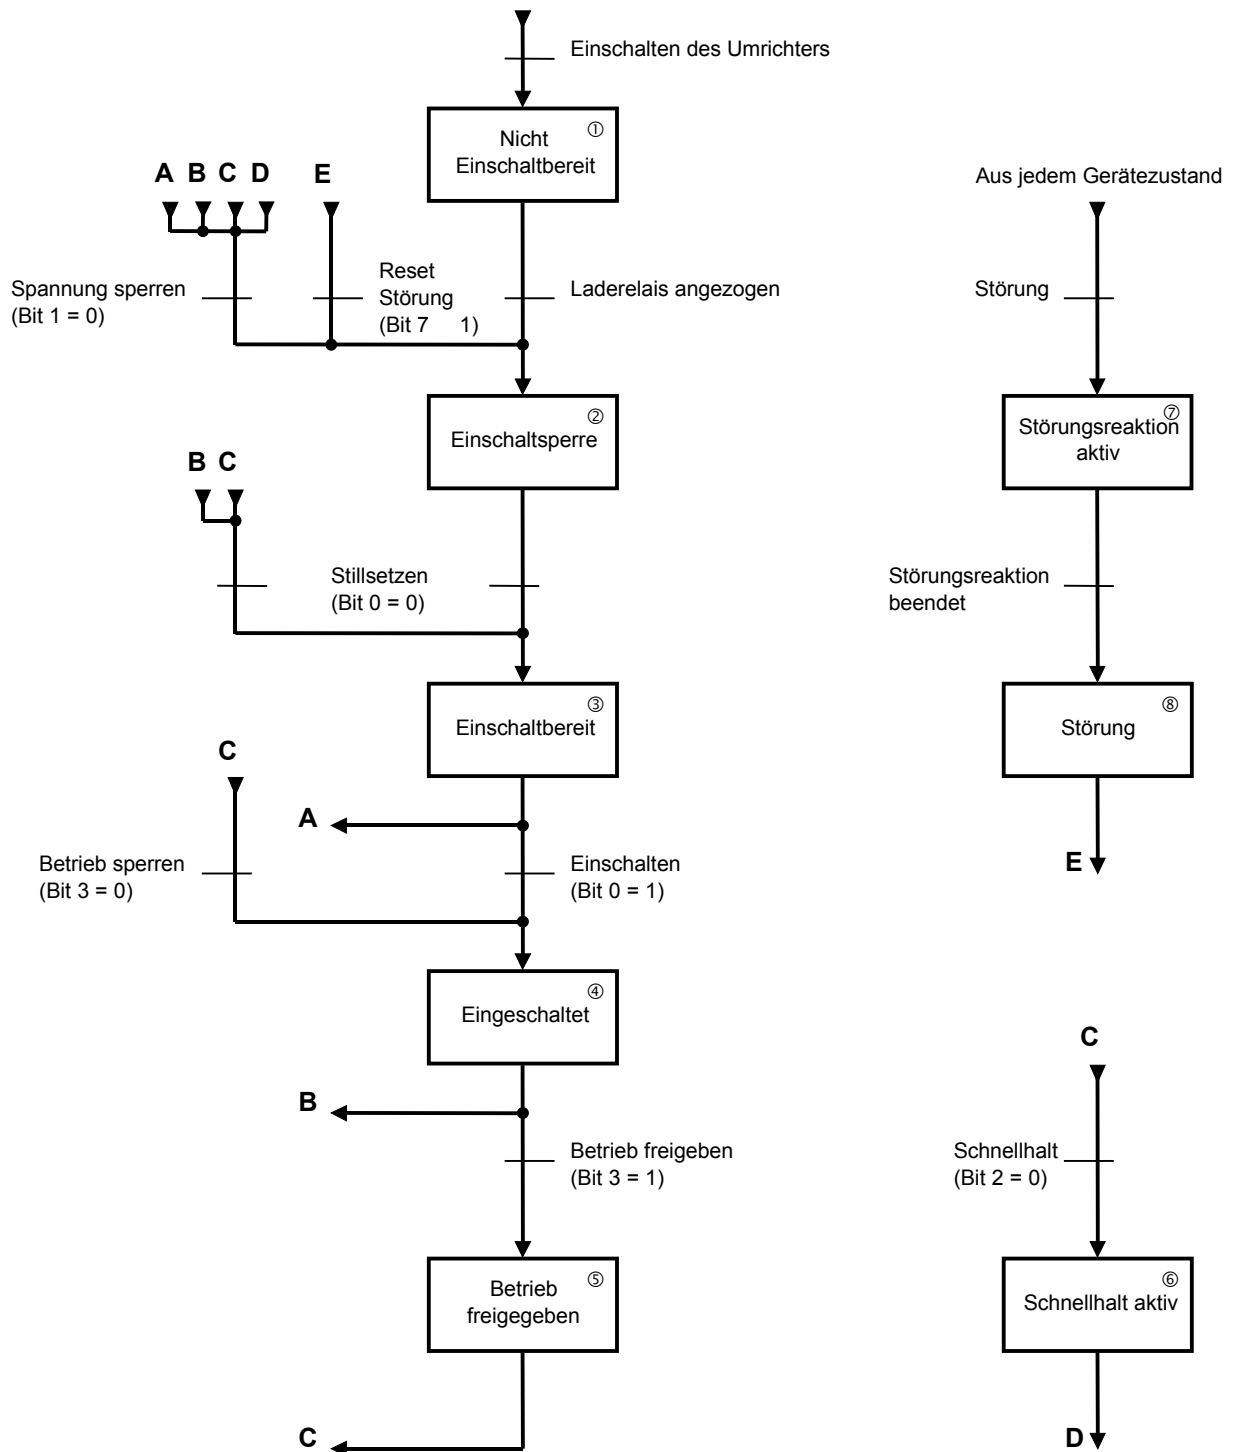 Einschalten des Umrichters
①
Nicht
Einschaltbereit
A B C D E
Aus jedem Gerätezustand
Spannung sperren
(Bit 1 = 0)
Reset
Störung
(Bit 7 1)
Laderelais angezogen
Störung
②
Einschaltsperre
⑦
Störungsreaktion
aktiv
B C
Stillsetzen
(Bit 0 = 0)
Störungsreaktion
beendet
③
Einschaltbereit
⑧
Störung
C
A
Betrieb sperren
(Bit 3 = 0)
Einschalten
(Bit 0 = 1)
E
④
Eingeschaltet
C
B
Betrieb freigeben
(Bit 3 = 1)
Schnellhalt
(Bit 2 = 0)
⑤
Betrieb
freigegeben
⑥
Schnellhalt aktiv
C
D